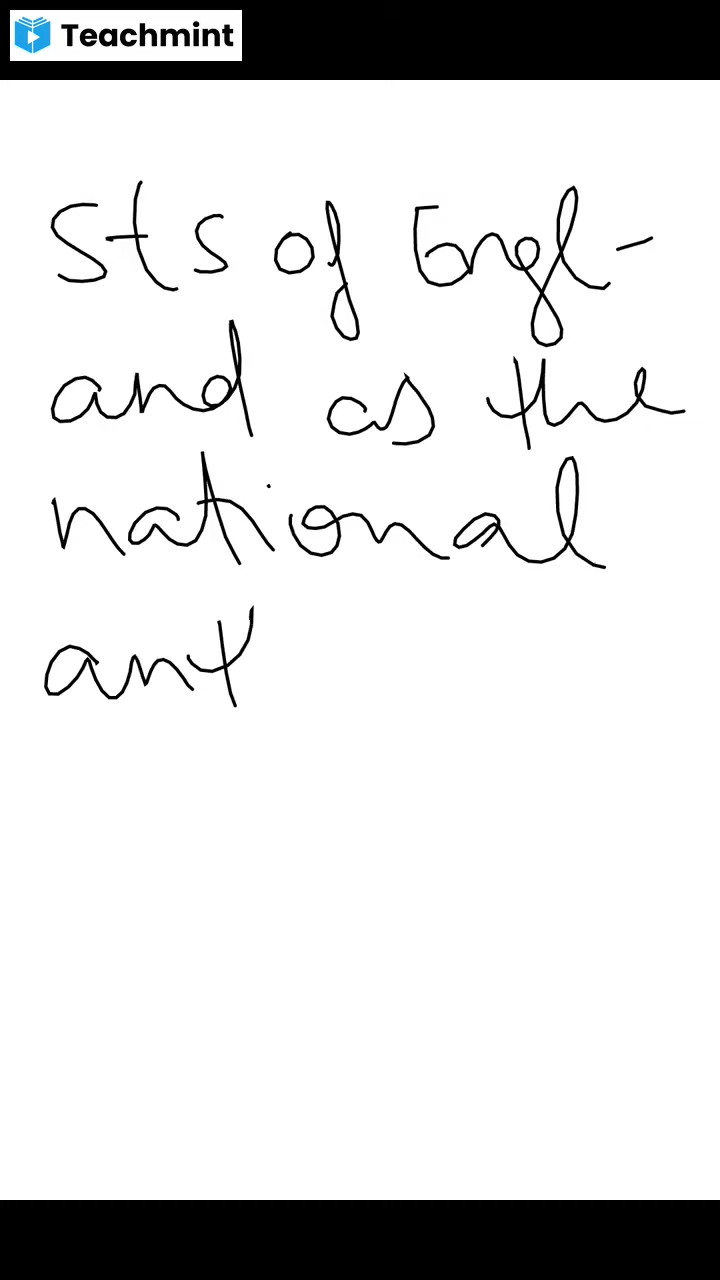 Teachmint
sts of Engl-
and as the
national
ant